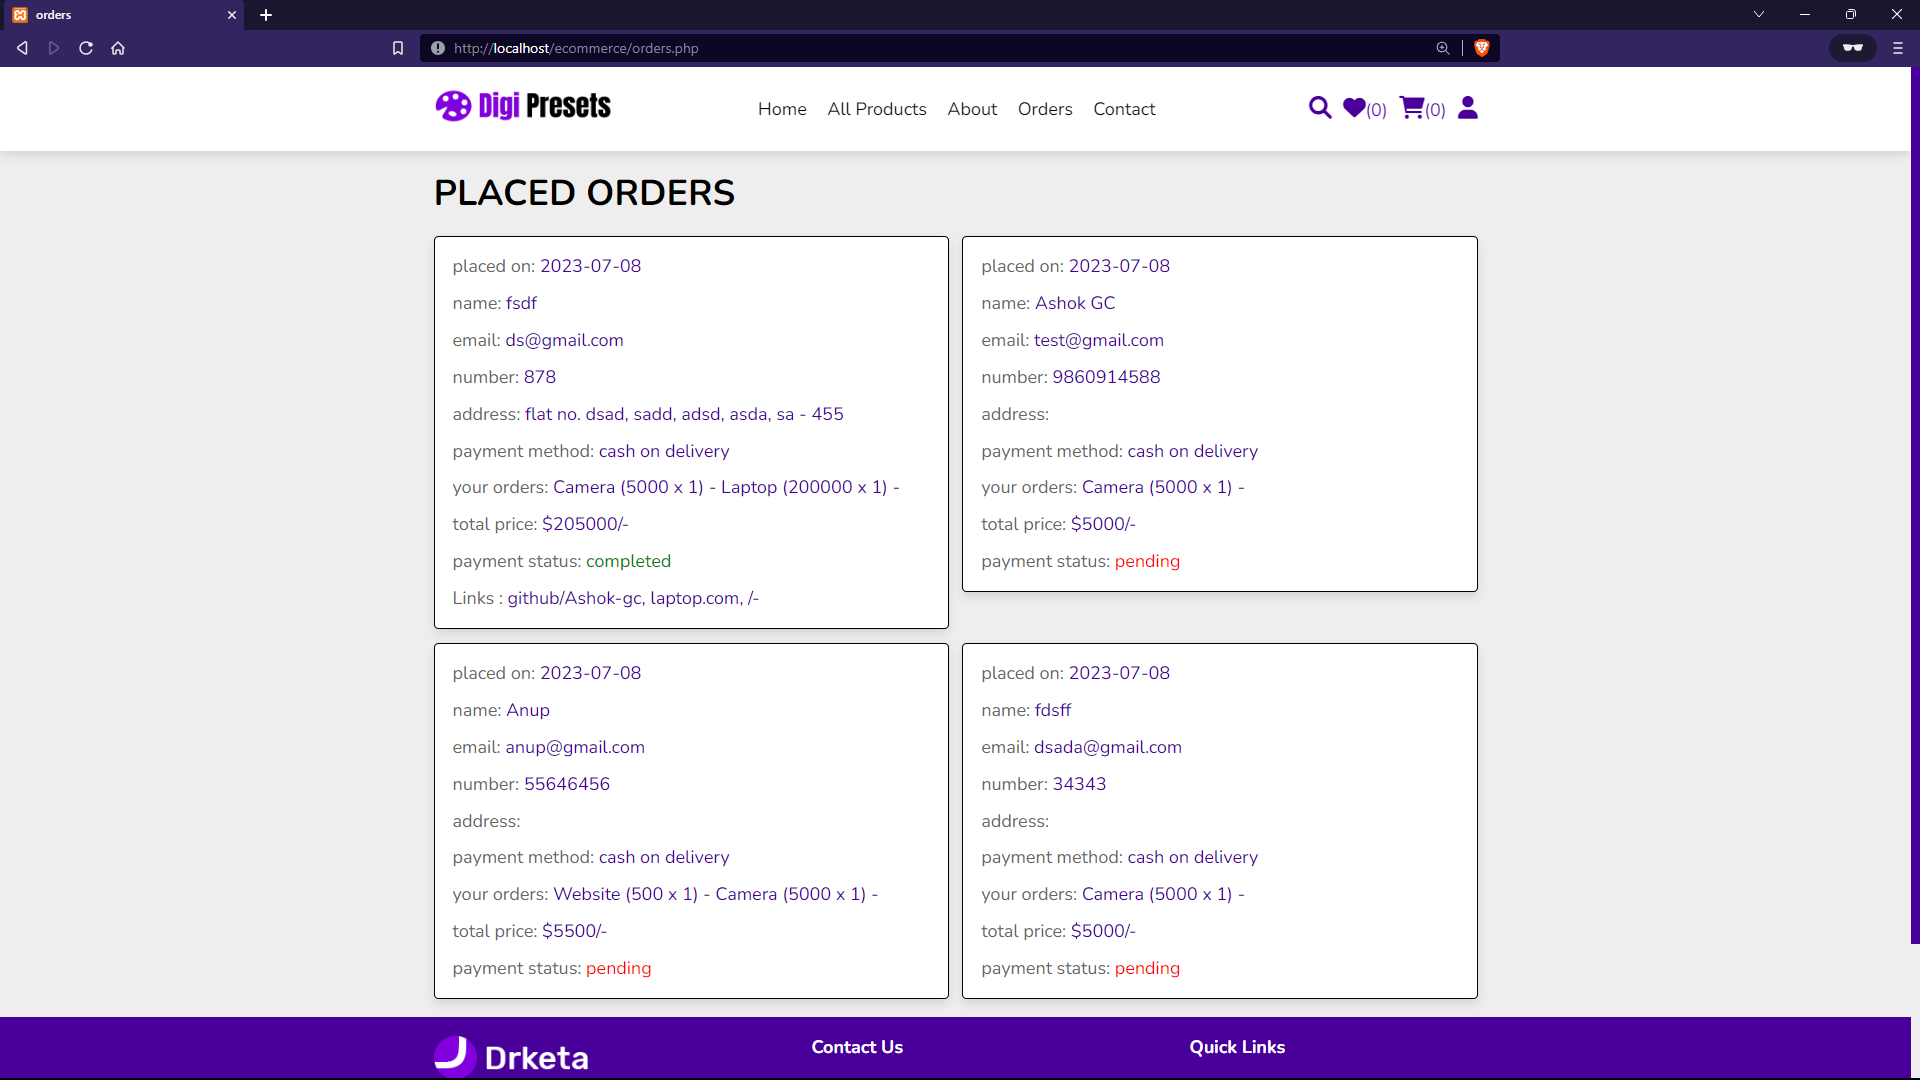 orders
http://localhost/ecommerce/orders.php
Digi Presets
Home All Products About Orders Contact
(0) (0)
PLACED ORDERS
placed on: 2023-07-08
name: fsdf
email: ds@gmail.com
number: 878
address: flat no. dsad, sadd, adsd, asda, sa - 455
payment method: cash on delivery
your orders: Camera (5000 x 1) - Laptop (200000 x 1) -
total price: $205000/-
payment status: completed
Links : github/Ashok-gc, laptop.com, /-
placed on: 2023-07-08
name: Ashok GC
email: test@gmail.com
number: 9860914588
address:
payment method: cash on delivery
your orders: Camera (5000 x 1) -
total price: $5000/-
payment status: pending
placed on: 2023-07-08
name: Anup
email: anup@gmail.com
number: 55646456
address:
payment method: cash on delivery
your orders: Website (500 x 1) - Camera (5000 x 1) -
total price: $5500/-
payment status: pending
placed on: 2023-07-08
name: fdsff
email: dsada@gmail.com
number: 34343
address:
payment method: cash on delivery
your orders: Camera (5000 x 1) -
total price: $5000/-
payment status: pending
Drketa
Contact Us
Quick Links